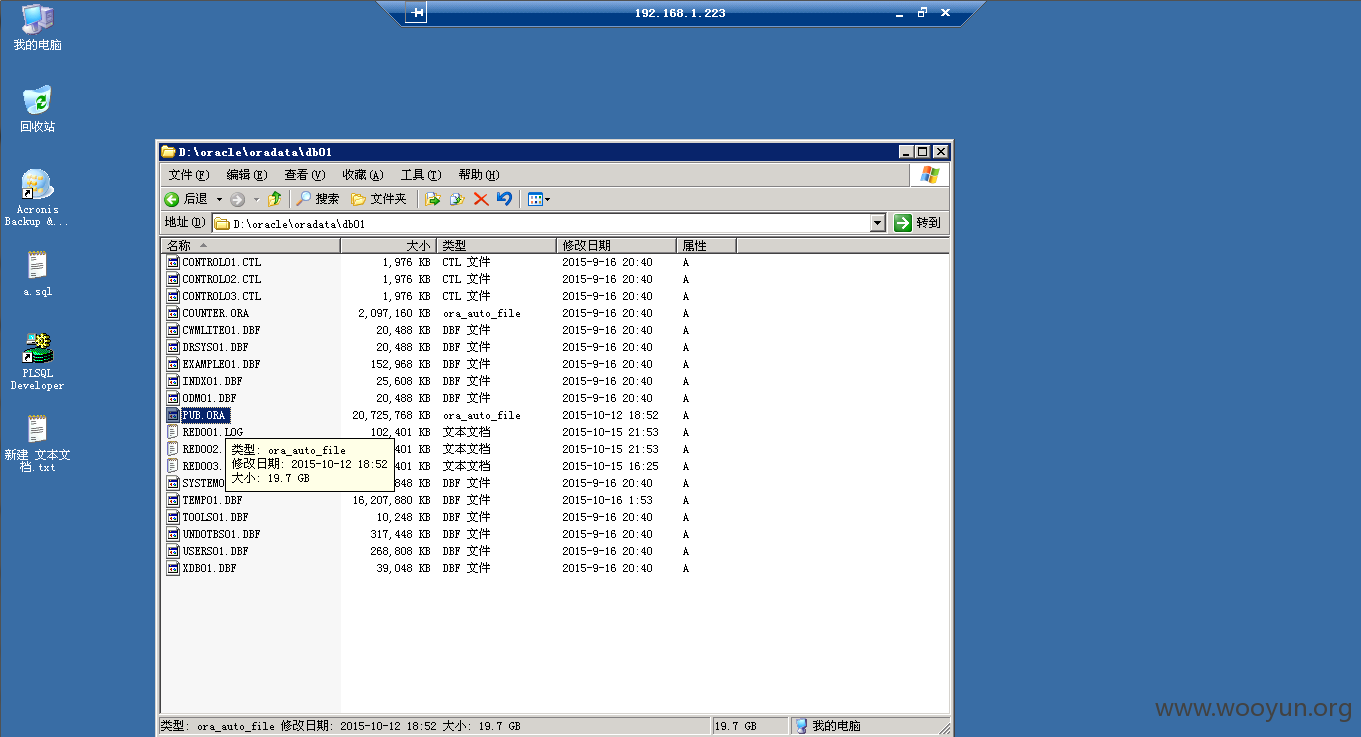 192.168.1.223
我的电脑
回收站
Acronis
Backup &...
a.sql
PLSQL
Developer
新建 文本文
档.txt
D:\oracle\oradata\db01
文件(F) 编辑(E) 查看(V) 收藏(A) 工具(T) 帮助(H)
后退 搜索 文件夹
地址(D) D:\oracle\oradata\db01 转到
名称 大小 类型 修改日期 属性
CONTROL01.CTL 1,976 KB CTL 文件 2015-9-16 20:40 A
CONTROL02.CTL 1,976 KB CTL 文件 2015-9-16 20:40 A
CONTROL03.CTL 1,976 KB CTL 文件 2015-9-16 20:40 A
COUNTER.ORA 2,097,160 KB ora_auto_file 2015-9-16 20:40 A
CWMLITE01.DBF 20,488 KB DBF 文件 2015-9-16 20:40 A
DRSYS01.DBF 20,488 KB DBF 文件 2015-9-16 20:40 A
EXAMPLE01.DBF 152,968 KB DBF 文件 2015-9-16 20:40 A
INDX01.DBF 25,608 KB DBF 文件 2015-9-16 20:40 A
ODM01.DBF 20,488 KB DBF 文件 2015-9-16 20:40 A
PUB.ORA 20,725,768 KB ora_auto_file 2015-10-12 18:52 A
REDO01.LOG 102,401 KB 文本文档 2015-10-15 21:53 A
REDO02. 401 KB 文本文档 2015-10-15 21:53 A
REDO03. 401 KB 文本文档 2015-10-15 16:25 A
SYSTEM0 848 KB DBF 文件 2015-9-16 20:40 A
TEMP01.DBF 16,207,880 KB DBF 文件 2015-10-16 1:53 A
TOOLS01.DBF 10,248 KB DBF 文件 2015-9-16 20:40 A
UNDOTBS01.DBF 317,448 KB DBF 文件 2015-9-16 20:40 A
USERS01.DBF 268,808 KB DBF 文件 2015-9-16 20:40 A
XDB01.DBF 39,048 KB DBF 文件 2015-9-16 20:40 A
类型: ora_auto_file
修改日期: 2015-10-12 18:52
大小: 19.7 GB
类型: ora_auto_file 修改日期: 2015-10-12 18:52 大小: 19.7 GB 19.7 GB 我的电脑
www.wooyun.org